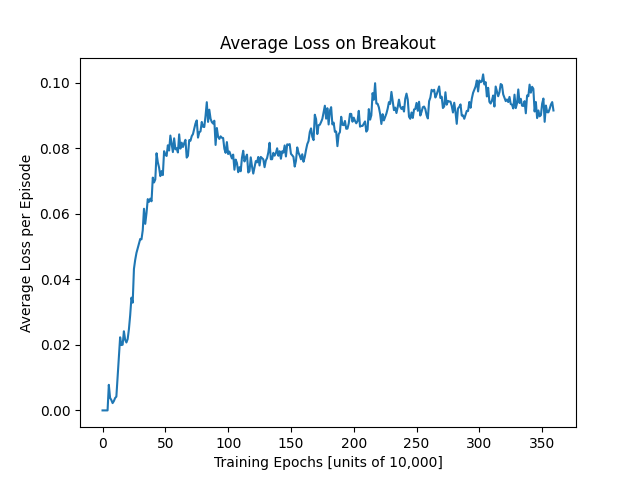 Average Loss on Breakout
Average Loss per Episode
0.10
0.08
0.06
0.04
0.02
0.00
0 50 100 150 200 250 300 350
Training Epochs [units of 10,000]